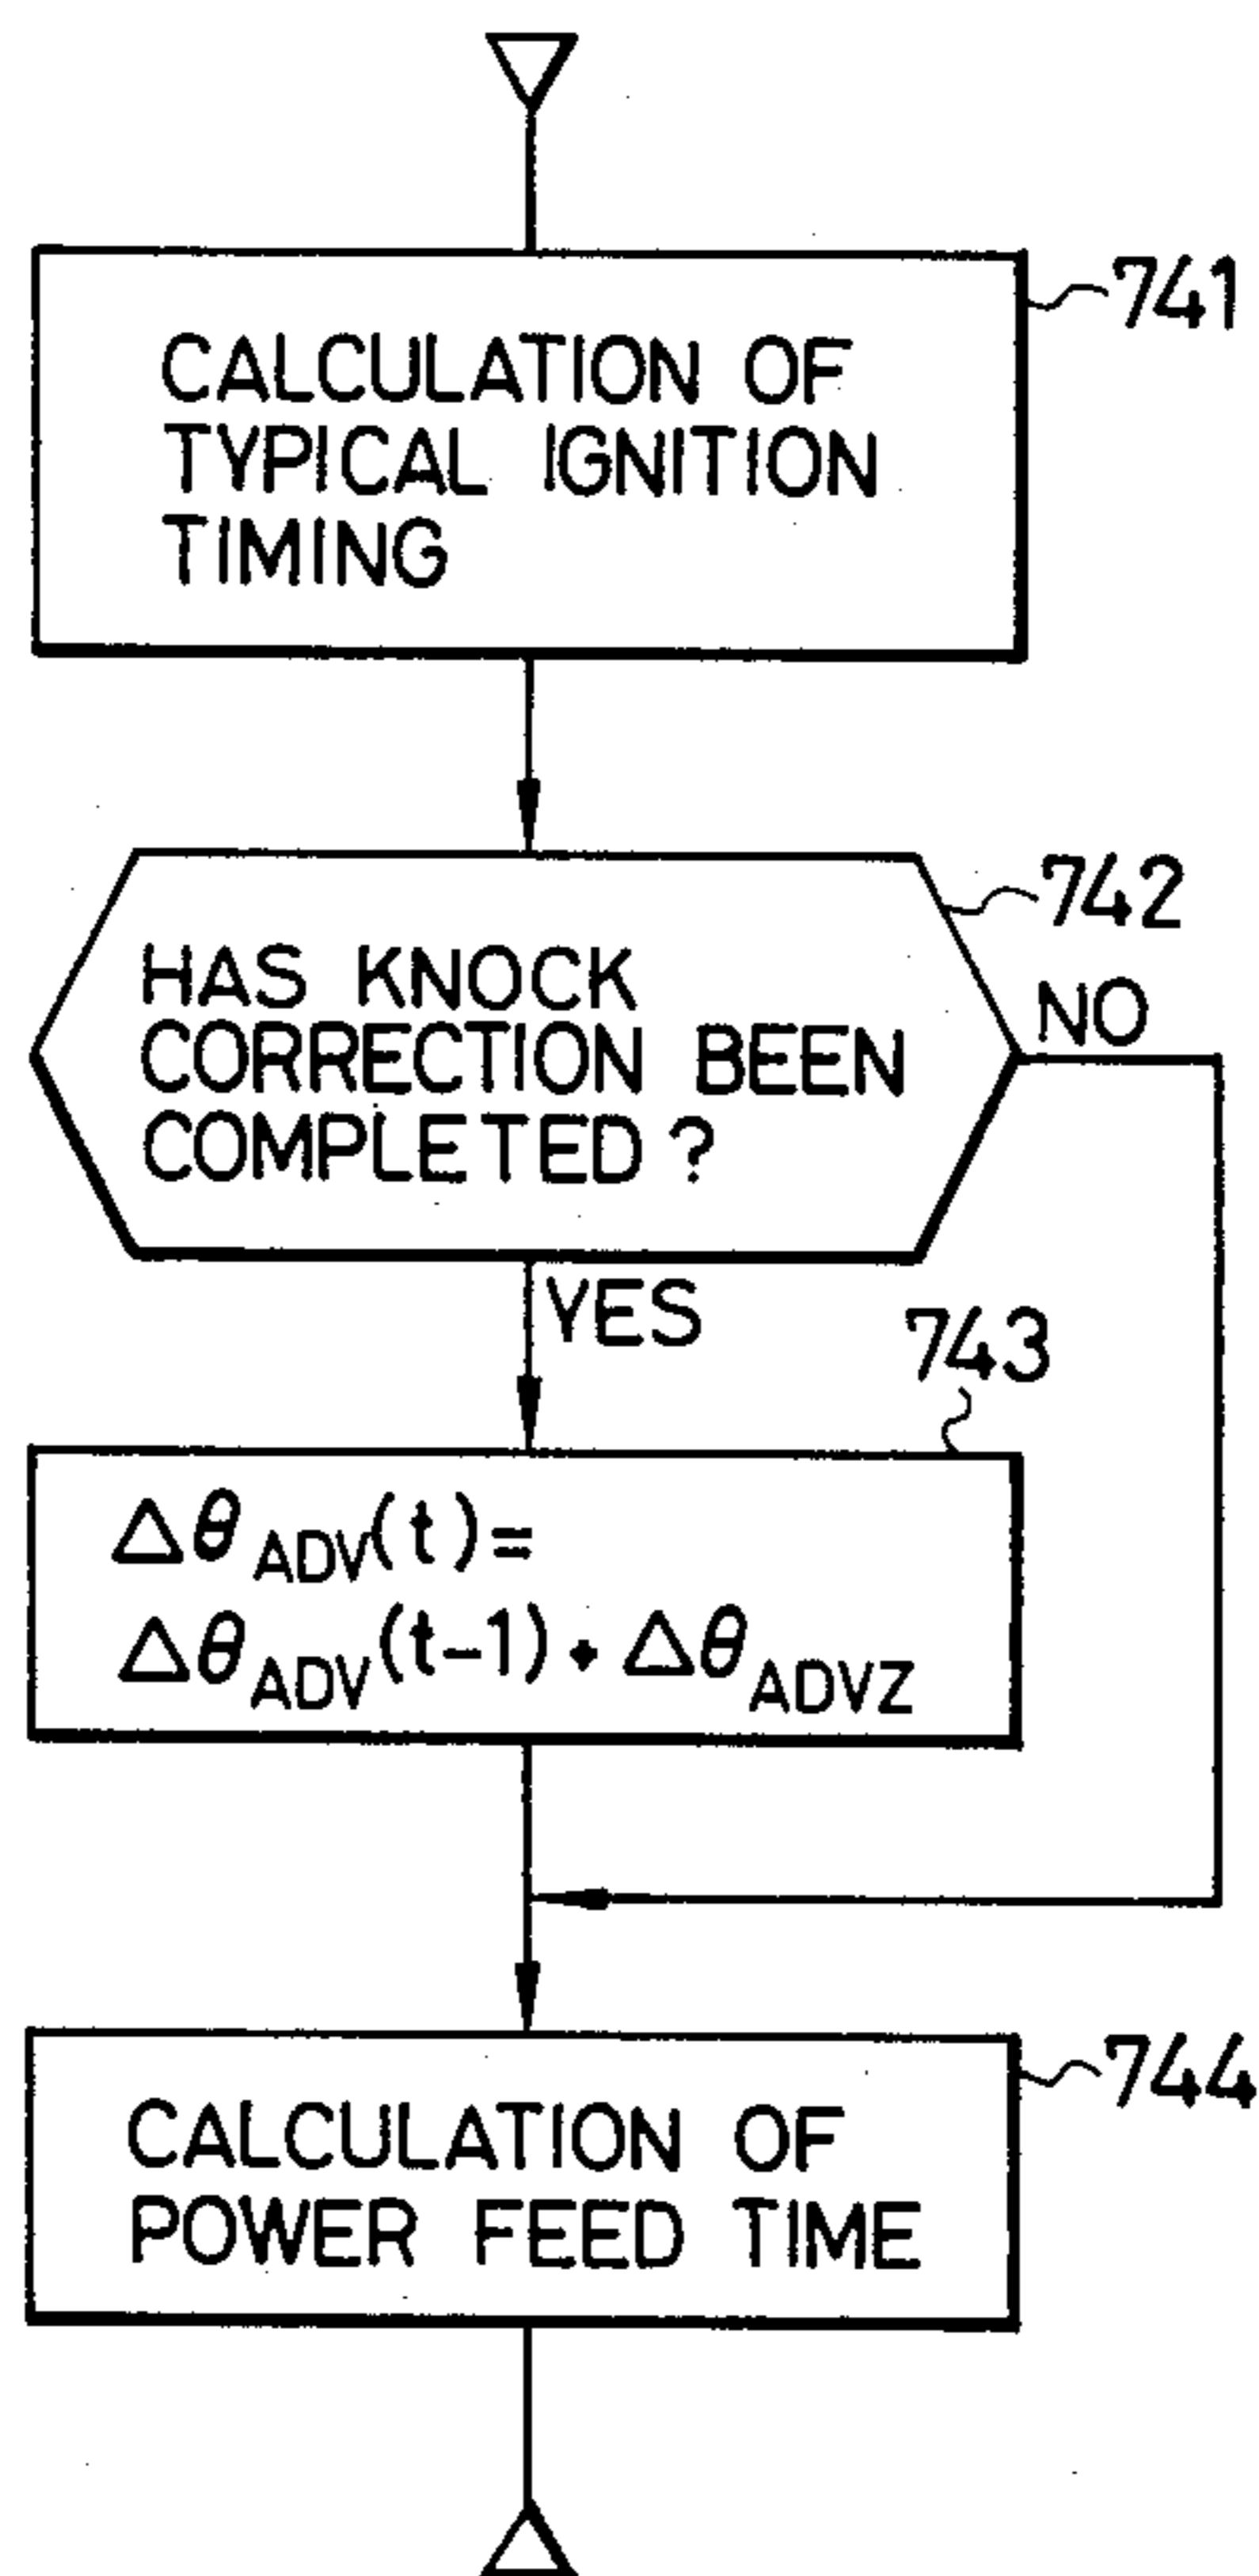 741
CALCULATION OF
TYPICAL IGNITION
TIMING
742
HAS KNOCK
CORRECTION BEEN
COMPLETED ?
NO
YES
743
Δθ ADV(t)=
Δθ ADV(t-1) + Δθ ADVZ
744
CALCULATION OF
POWER FEED TIME